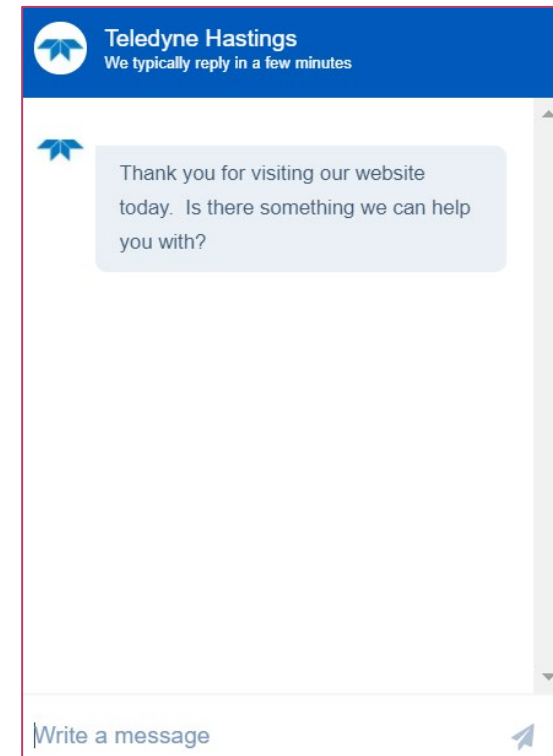 Teledyne Hastings
We typically reply in a few minutes
Thank you for visiting our website
today.  Is there something we can help
you with?
Write a message